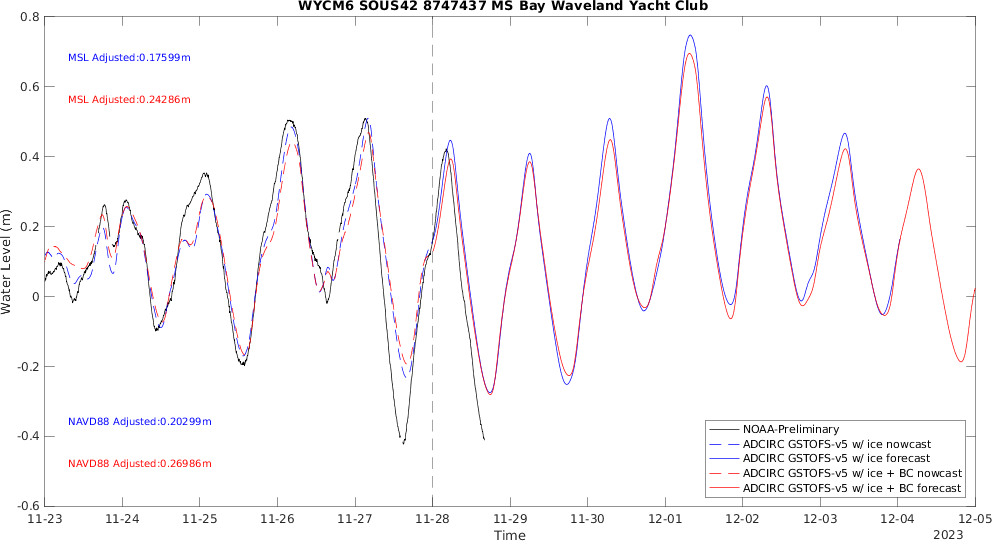 WYCM6 SOUS42 8747437 MS Bay Waveland Yacht Club
0.8
MSL Adjusted:0.17599m
0.6
MSL Adjusted:0.24286m
0.4
0.2
Water Level (m)
0
-0.2
NAVD88 Adjusted:0.20299m
-0.4
NAVD88 Adjusted:0.26986m
-0.6
NOAA-Preliminary
ADCIRC GSTOFS-v5 w/ ice nowcast
ADCIRC GSTOFS-v5 w/ ice forecast
ADCIRC GSTOFS-v5 w/ ice + BC nowcast
ADCIRC GSTOFS-v5 w/ ice + BC forecast
11-23 11-24 11-25 11-26 11-27 11-28 11-29 11-30 12-01 12-02 12-03 12-04 12-05
Time
2023